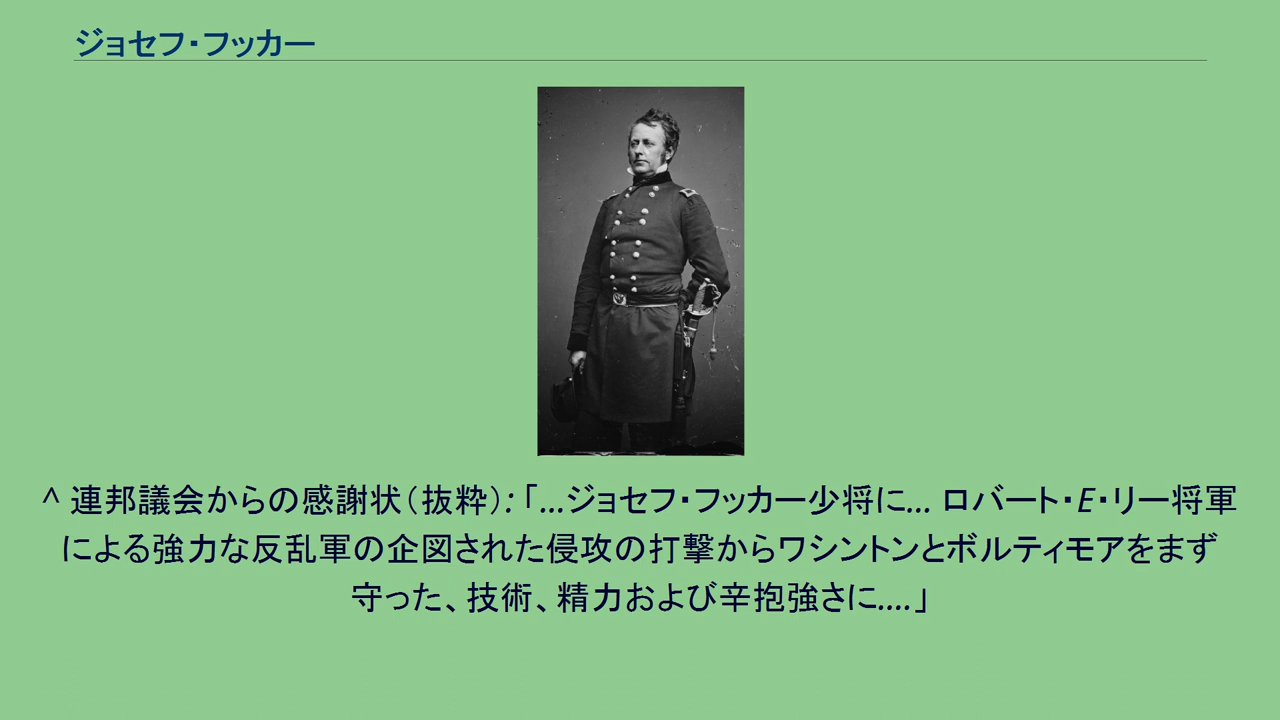 ジョセフ・フッカー
^ 連邦議会からの感謝状（抜粋）:「...ジョセフ・フッカー少将に... ロバート・E・リー将軍
による強力な反乱軍の企図された侵攻の打撃からワシントンとボルティモアをまず
守った、技術、精力および辛抱強さに....」